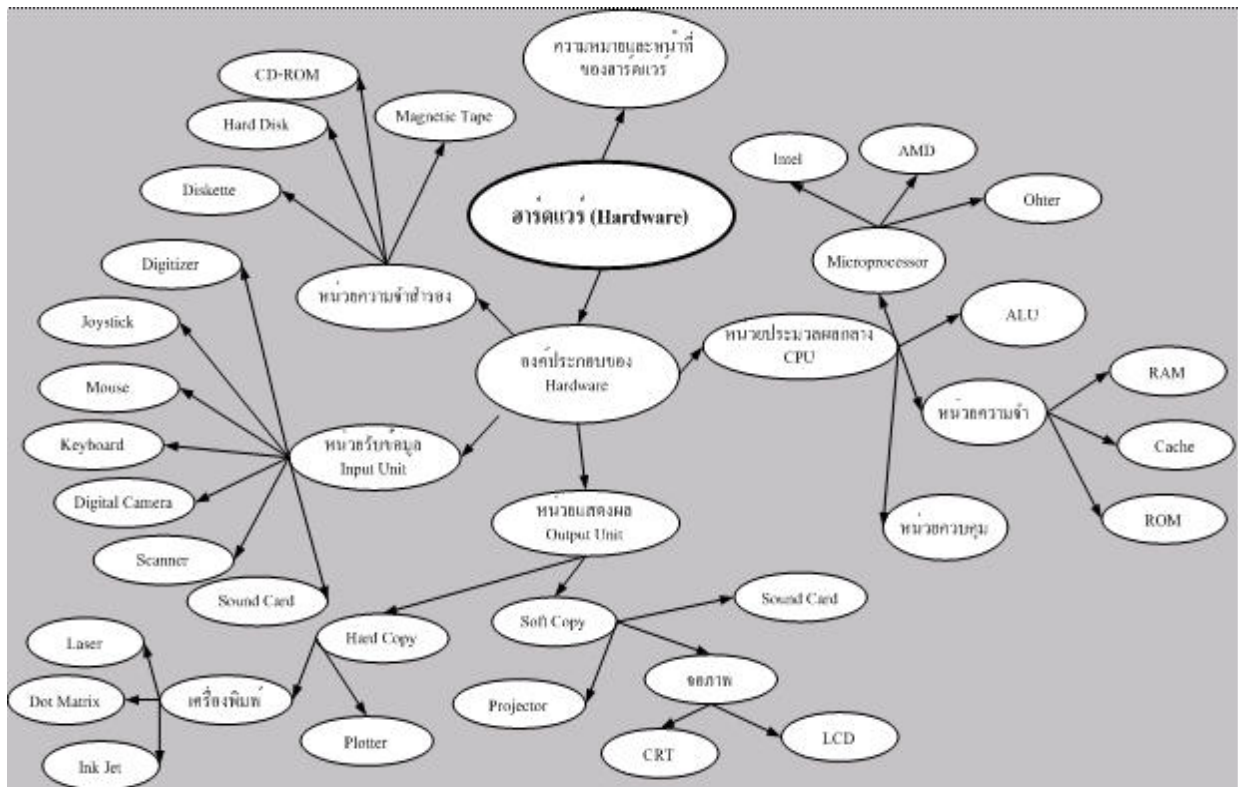 ความหมายและหน้าที่
ของฮาร์ดแวร์
CD-ROM
Hard Disk
Magnetic Tape
Diskette
Intel
AMD
Ohter
ฮาร์ดแวร์ (Hardware)
Microprocessor
Digitizer
หน่วยความจำสำรอง
Joystick
ALU
องค์ประกอบของ
Hardware
หน่วยประมวลผลกลาง
CPU
Mouse
RAM
หน่วยความจำ
Keyboard
หน่วยรับข้อมูล
Input Unit
Cache
Digital Camera
หน่วยแสดงผล
Output Unit
หน่วยควบคุม
ROM
Scanner
Sound Card
Sound Card
Soft Copy
Hard Copy
Laser
จอภาพ
Dot Matrix
เครื่องพิมพ์
Projector
Plotter
LCD
CRT
Ink Jet